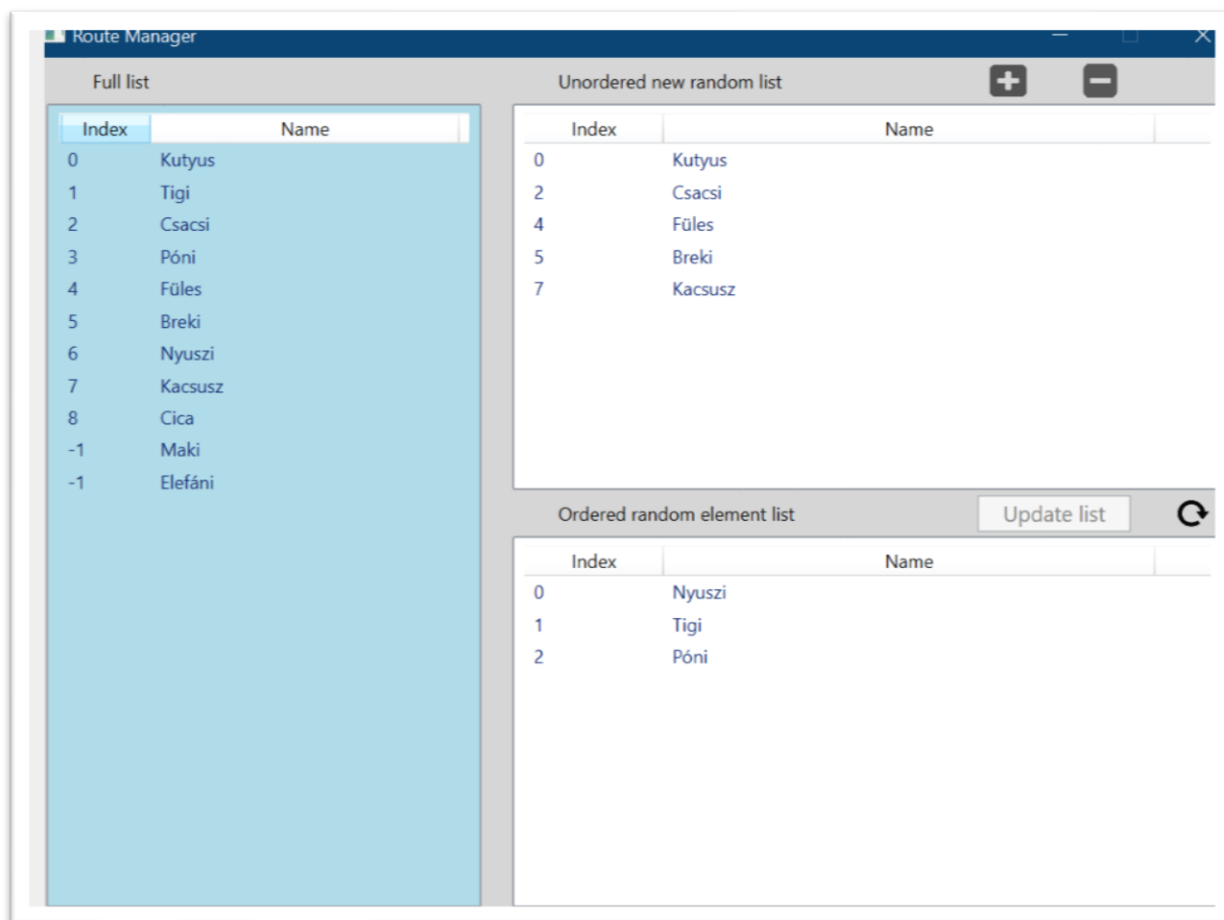 Route Manager
Full list
Index Name
0 Kutyus
1 Tigi
2 Csacsi
3 Póni
4 Füles
5 Breki
6 Nyuszi
7 Kacsusz
8 Cica
-1 Maki
-1 Elefáni
Unordered new random list
Index Name
0 Kutyus
2 Csacsi
4 Füles
5 Breki
7 Kacsusz
Ordered random element list Update list
Index Name
0 Nyuszi
1 Tigi
2 Póni